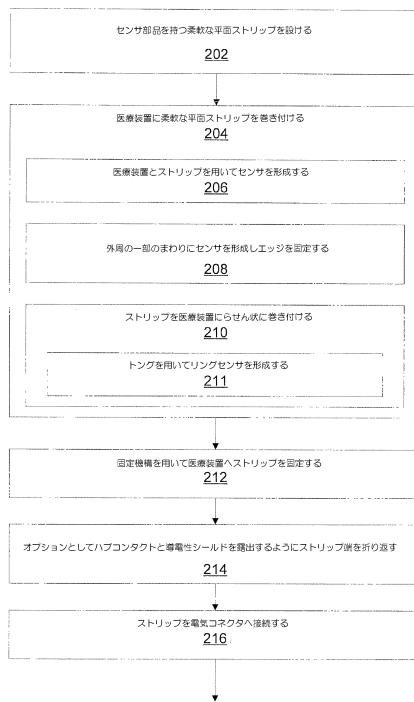 センサ部品を持つ柔軟な平面ストリップを設ける
202
医療装置に柔軟な平面ストリップを巻き付ける
204
医療装置とストリップを用いてセンサを形成する
206
外周の一部のまわりにセンサを形成しエッジを固定する
208
ストリップを医療装置にらせん状に巻き付ける
210
トングを用いてリングセンサを形成する
211
固定機構を用いて医療装置へストリップを固定する
212
オプションとしてハブコンタクトと導電性シールドを露出するようにストリップ端を折り返す
214
ストリップを電気コネクタへ接続する
216